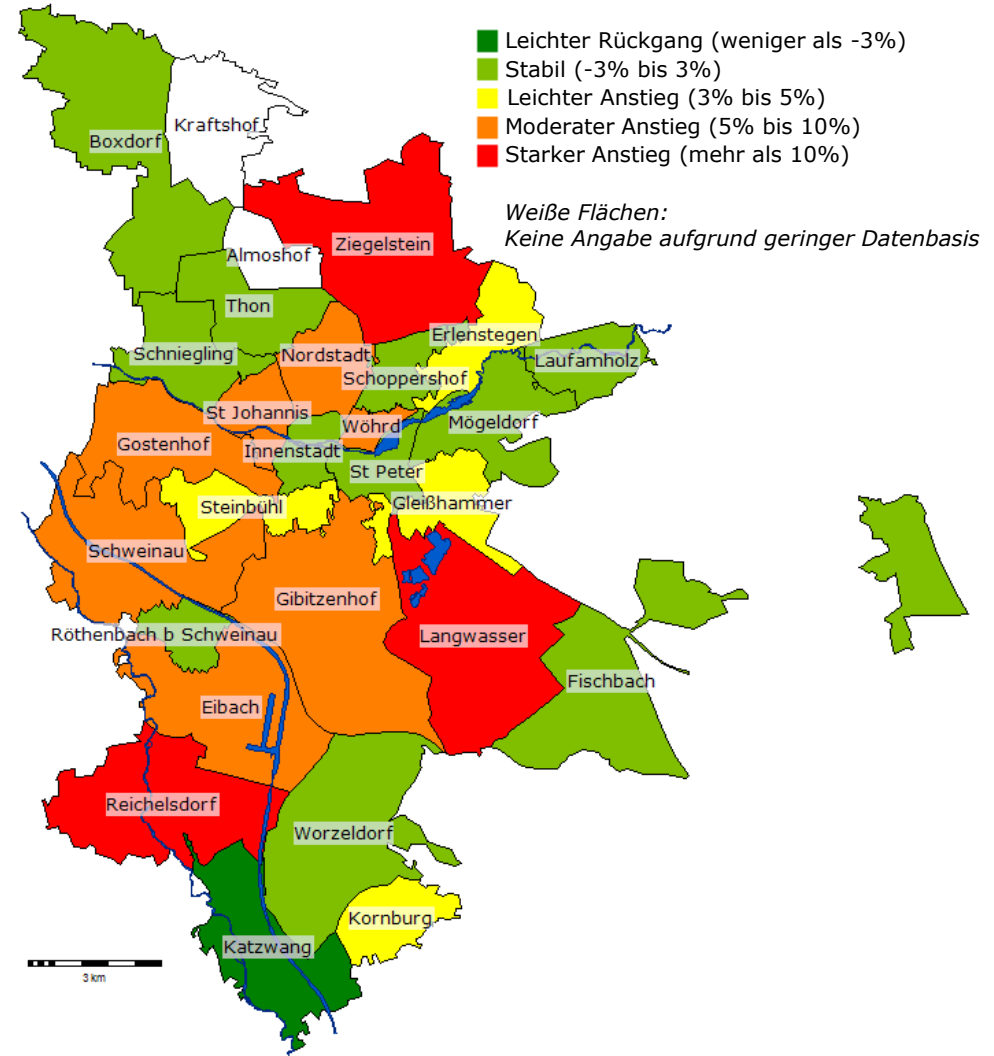 Leichter Rückgang (weniger als -3%)
Stabil (-3% bis 3%)
Leichter Anstieg (3% bis 5%)
Moderater Anstieg (5% bis 10%)
Starker Anstieg (mehr als 10%)
Weiße Flächen:
Keine Angabe aufgrund geringer Datenbasis
Kraftshof
Boxdorf
Ziegelstein
Almoshof
Thon
Erlenstegen
Schniegling
Nordstadt
Laufamholz
Schoppershof
St Johannis
Wöhrd
Mögeldorf
Gostenhof
Innenstadt
St Peter
Gleißhammer
Steinbühl
Schweinau
Gibitzenhof
Röthenbach b Schweinau
Langwasser
Fischbach
Eibach
Reichelsdorf
Worzeldorf
Kornburg
Katzwang
3 km